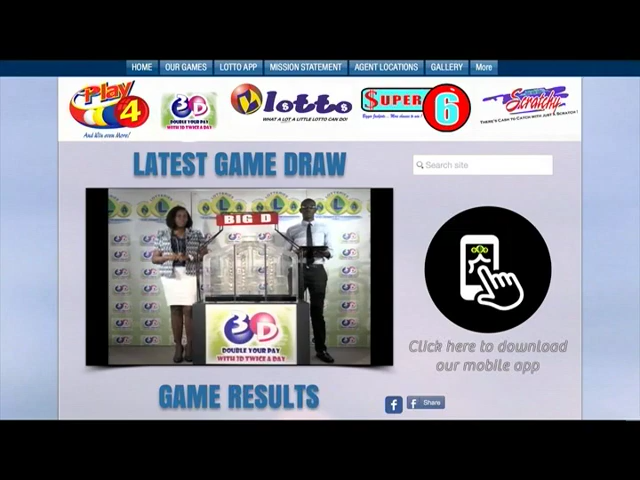 HOME OUR GAMES LOTTO APP MISSION STATEMENT AGENT LOCATIONS GALLERY More
Play 4
And Win even More!
3D
DOUBLE YOUR PAY
WITH 3D TWICE A DAY
lotto
WHAT A LOT A LITTLE LOTTO CAN DO!
SUPER 6
Scratchy
THERE'S CASH TO CATCH WITH JUST A SCRATCH!
LATEST GAME DRAW
Search site
BIG D
3D
DOUBLE YOUR PAY
WITH 3D TWICE A DAY
Click here to download
our mobile app
GAME RESULTS
f Share